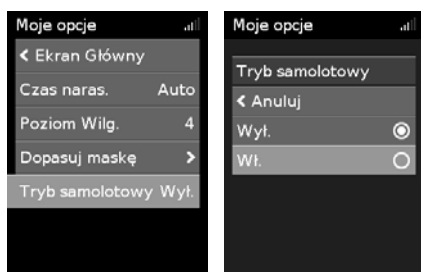 Moje opcje
Ekran Główny
Czas naras. Auto
Poziom Wilg. 4
Dopasuj maskę
Tryb samolotowy Wył.
Moje opcje
Tryb samolotowy
Anuluj
Wył.
Wł.